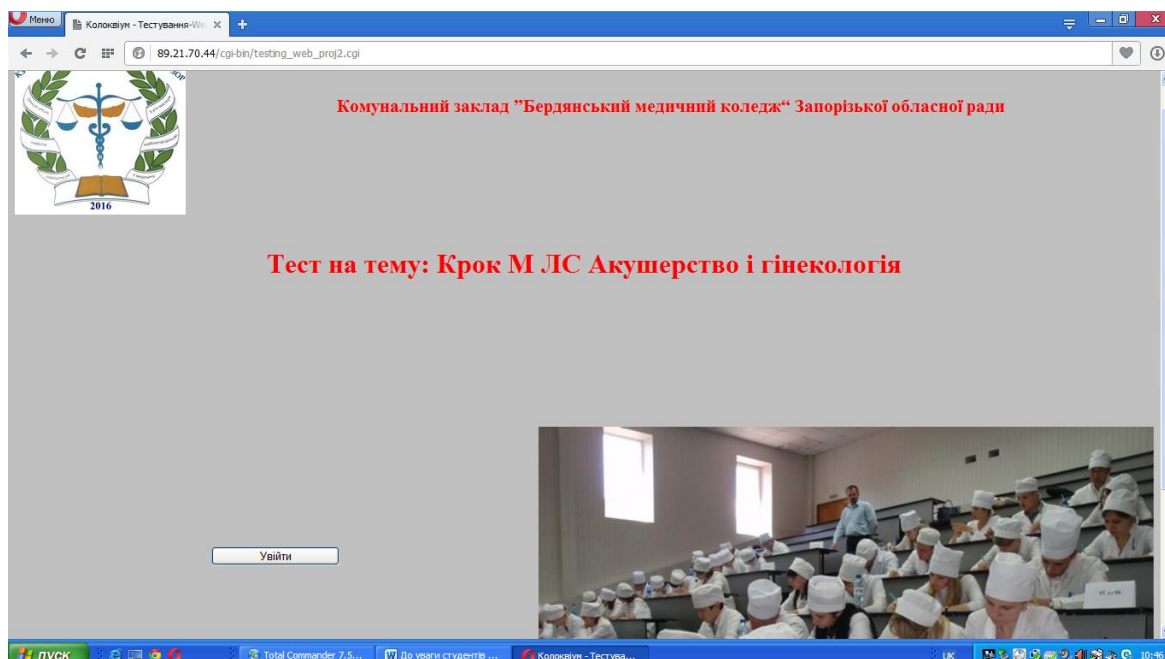 Меню
Колоквіум - Тестування-We
89.21.70.44/cgi-bin/testing_web_proj2.cgi
Комунальний заклад ”Бердянський медичний коледж“ Запорізької обласної ради
2016
Тест на тему: Крок М ЛС Акушерство і гінекологія
Увійти
пуск
Total Commander 7.5...
До уваги студентів ...
Колоквіум - Тестува...
UK
10:46